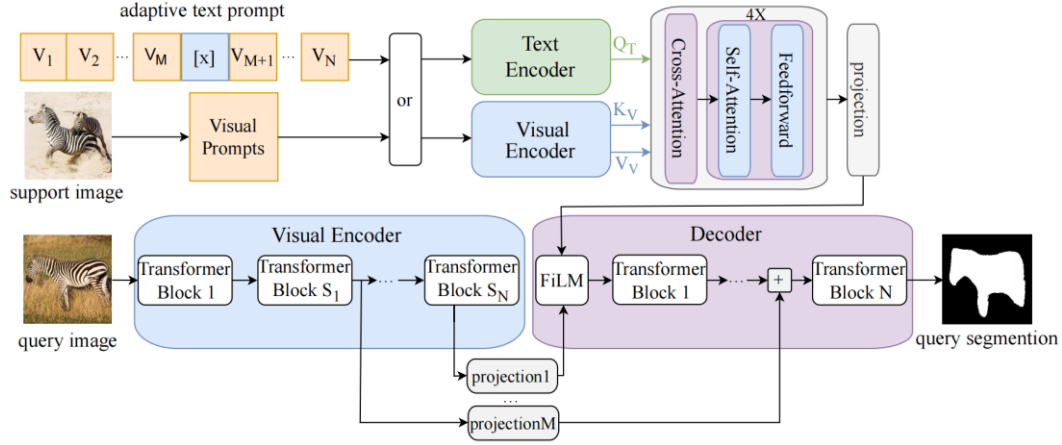 adaptive text prompt
V1 V2 ... VM [x] VM+1 ... VN
support image
Visual
Prompts
or
Text
Encoder
Visual
Encoder
QT
KV
VV
4X
Cross-Attention
Self-Attention
Feedforward
projection
Visual Encoder
Transformer
Block 1
Transformer
Block S1
...
Transformer
Block SN
query image
Decoder
FiLM
Transformer
Block 1
...
+
Transformer
Block N
query segmention
projection1
...
projectionM